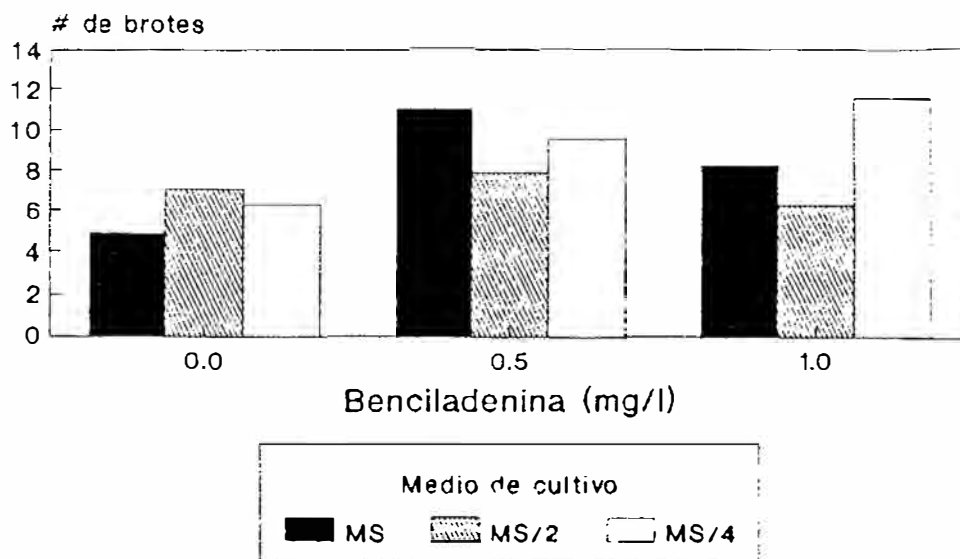 # de brotes
14
12
10
8
6
4
2
0
0.0 0.5 1.0
Benciladenina (mg/l)
Medio de cultivo
MS MS/2 MS/4